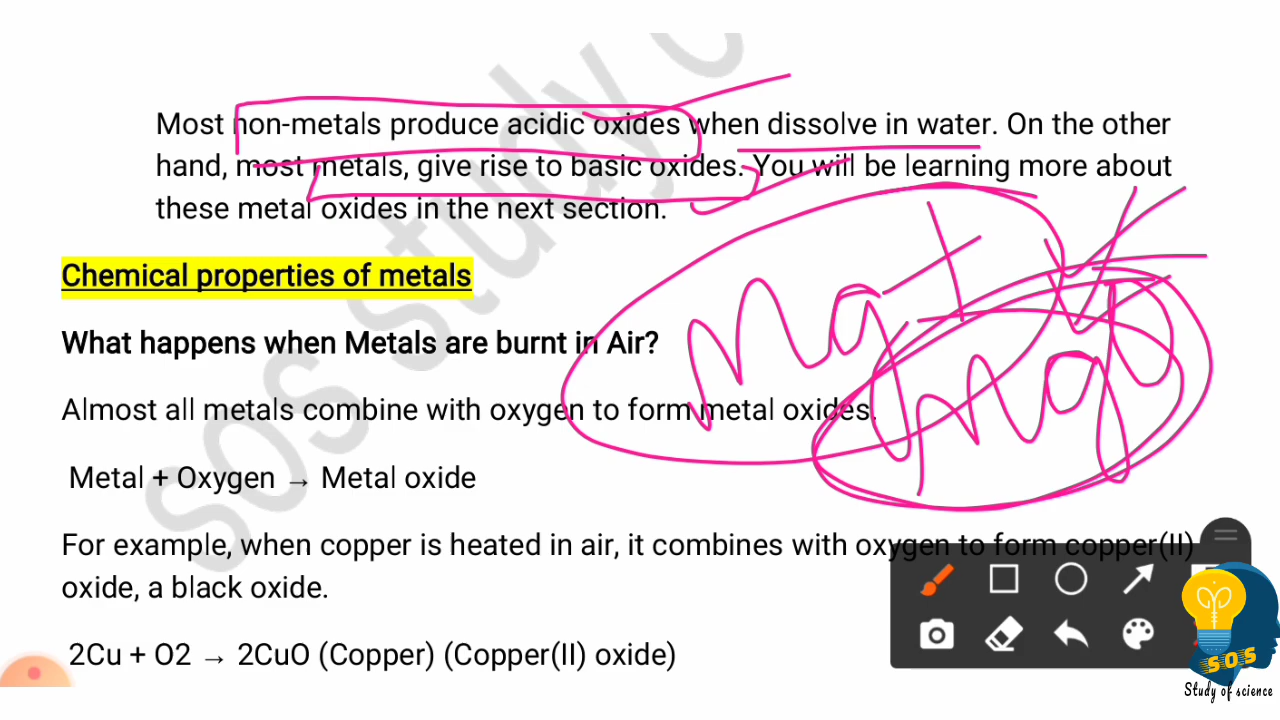 Most non-metals produce acidic oxides when dissolve in water. On the other
hand, most metals, give rise to basic oxides. You will be learning more about
these metal oxides in the next section.
Chemical properties of metals
What happens when Metals are burnt in Air?
Almost all metals combine with oxygen to form metal oxides.
Metal + Oxygen → Metal oxide
For example, when copper is heated in air, it combines with oxygen to form copper(II)
oxide, a black oxide.
2Cu + O2 → 2CuO (Copper) (Copper(II) oxide)
sos study
SOS
Study of science